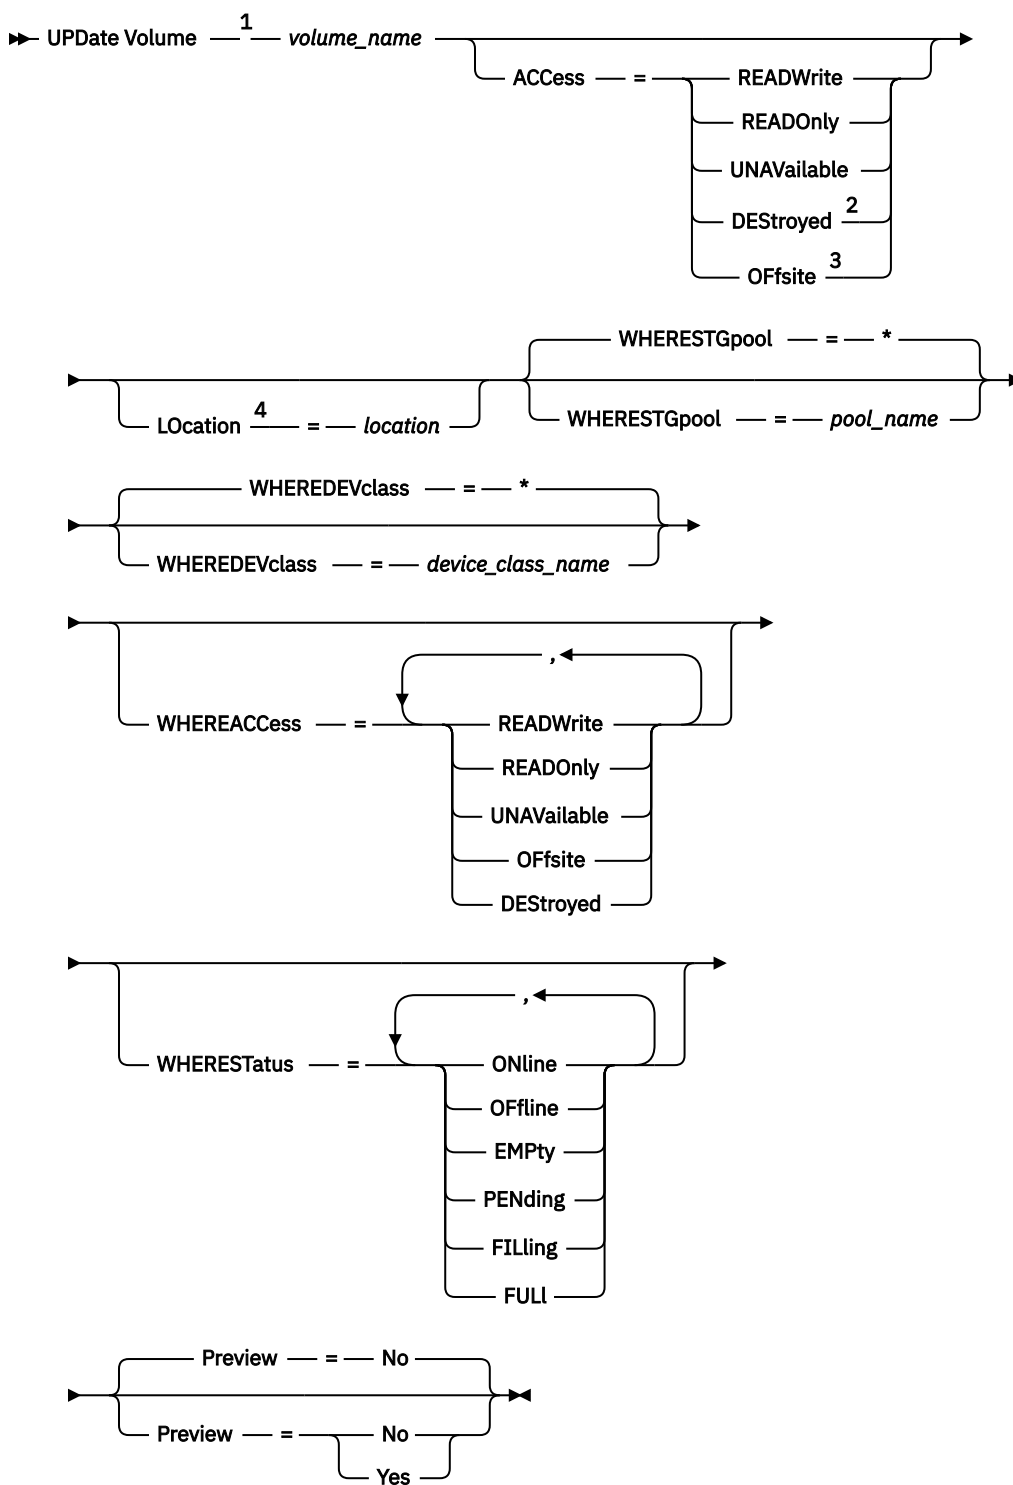 UPDate Volume 1 volume_name
ACCess = READWrite
READOnly
UNAVailable
DEStroyed 2
OFfsite 3
WHERESTGpool = *
LOcation 4 = location
WHERESTGpool = pool_name
WHEREDEVclass = *
WHEREDEVclass = device_class_name
,
WHEREACCess = READWrite
READOnly
UNAVailable
OFfsite
DEStroyed
,
WHERESTatus = ONline
OFfline
EMPty
PENding
FILling
FULl
Preview = No
Preview = No
Yes